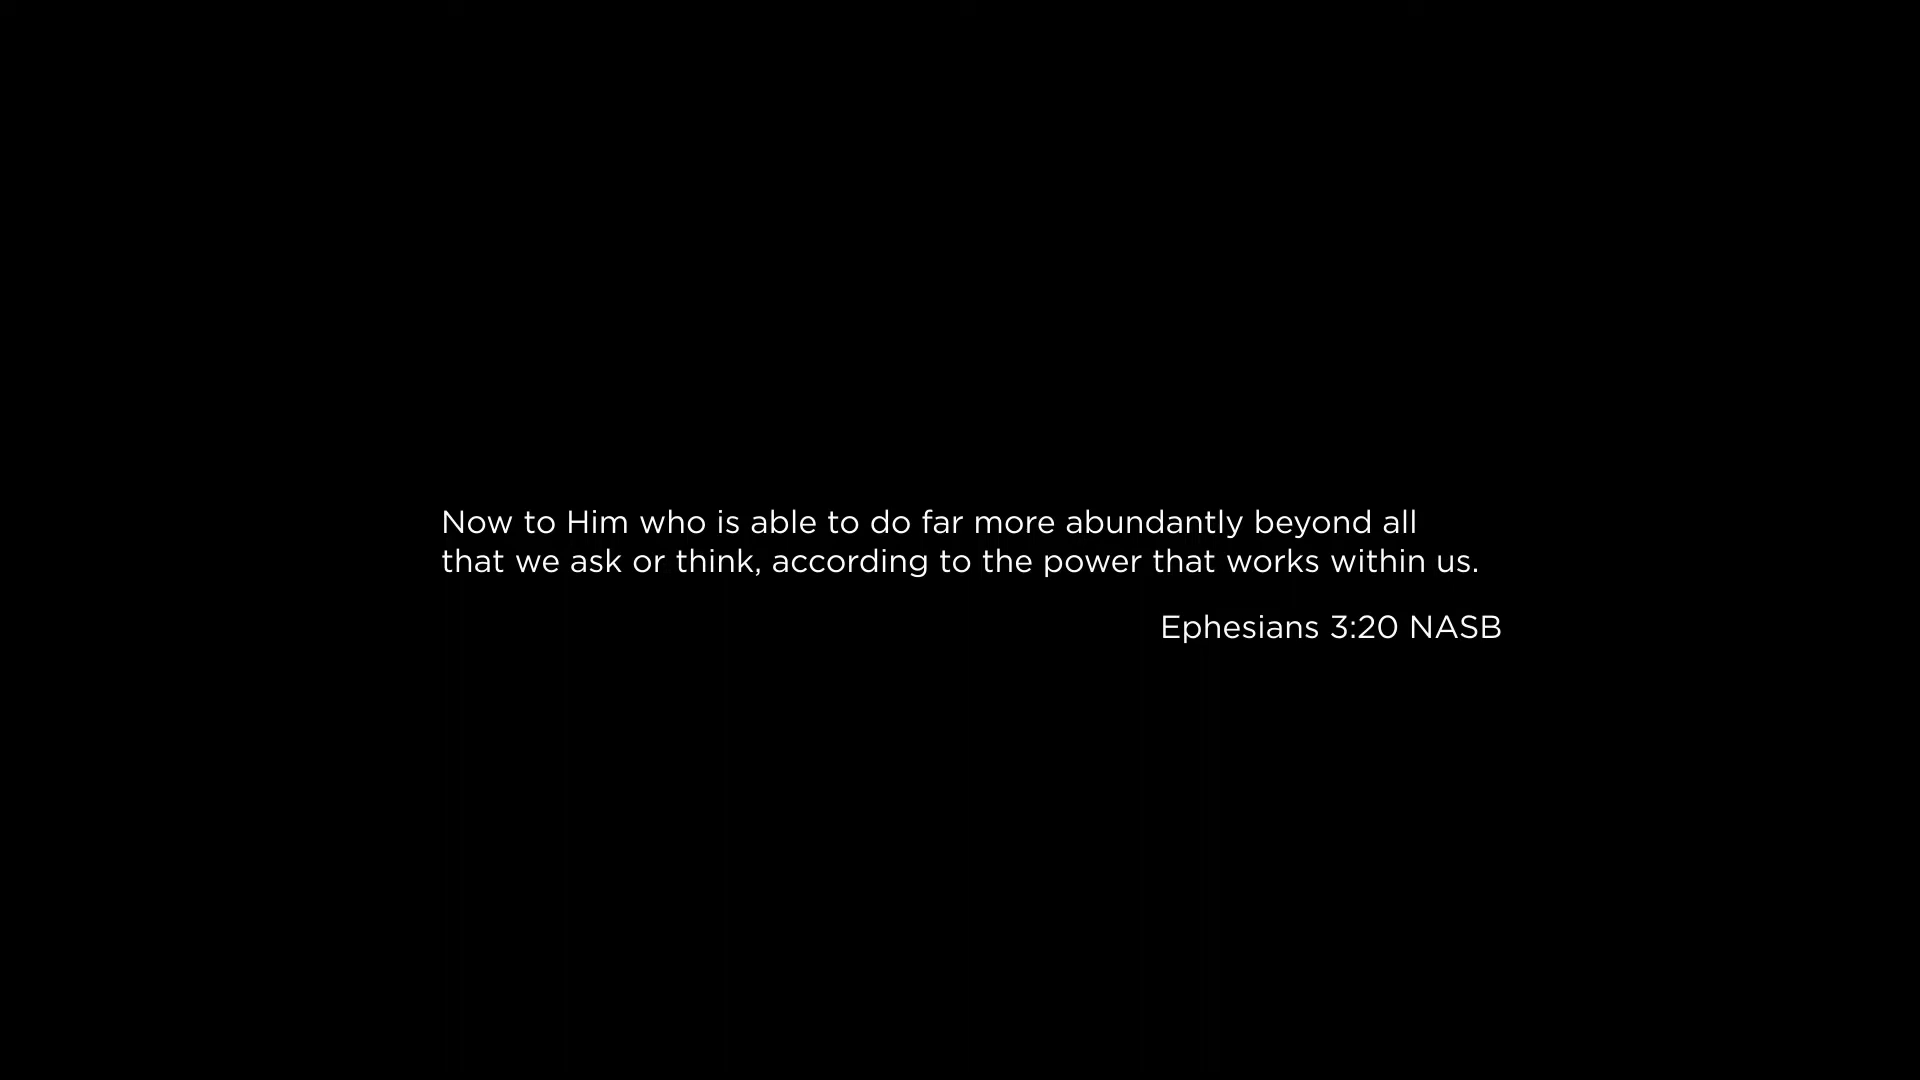 Now to Him who is able to do far more abundantly beyond all
that we ask or think, according to the power that works within us.
Ephesians 3:20 NASB